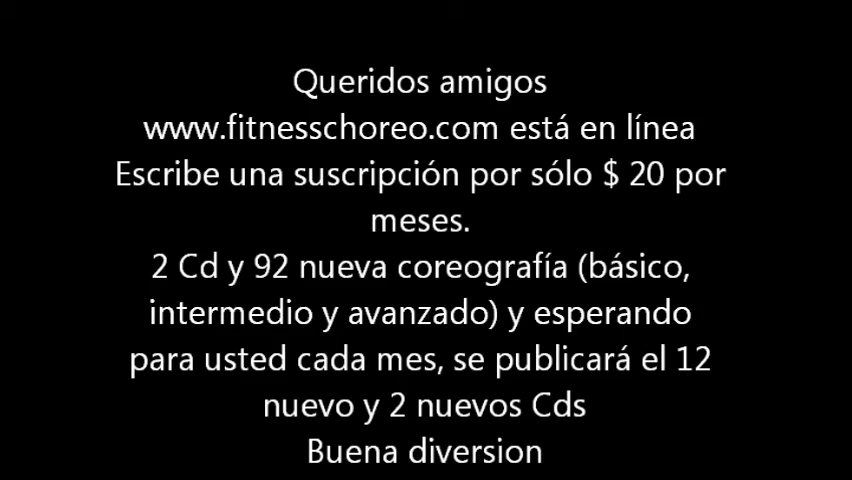 Queridos amigos
www.fitnesschoreo.com está en línea
Escribe una suscripción por sólo $ 20 por
meses.
2 Cd y 92 nueva coreografía (básico,
intermedio y avanzado) y esperando
para usted cada mes, se publicará el 12
nuevo y 2 nuevos Cds
Buena diversion